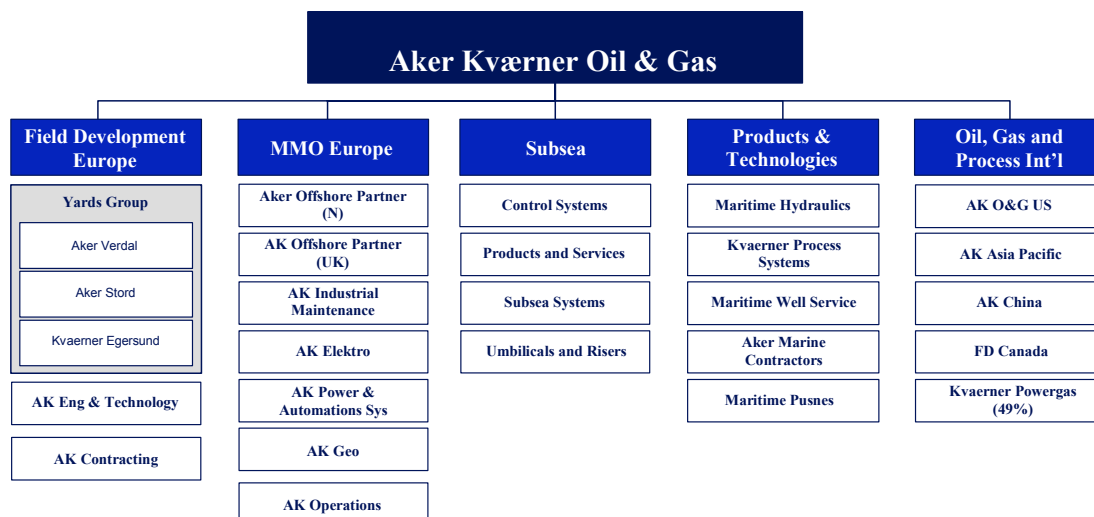 Aker Kværner Oil & Gas
Field Development
Europe
Yards Group
Aker Verdal
Aker Stord
Kvaerner Egersund
AK Eng & Technology
AK Contracting
MMO Europe
Aker Offshore Partner
(N)
AK Offshore Partner
(UK)
AK Industrial
Maintenance
AK Elektro
AK Power &
Automations Sys
AK Geo
AK Operations
Subsea
Control Systems
Products and Services
Subsea Systems
Umbilicals and Risers
Products &
Technologies
Maritime Hydraulics
Kvaerner Process
Systems
Maritime Well Service
Aker Marine
Contractors
Maritime Pusnes
Oil, Gas and
Process Int’l
AK O&G US
AK Asia Pacific
AK China
FD Canada
Kvaerner Powergas
(49%)